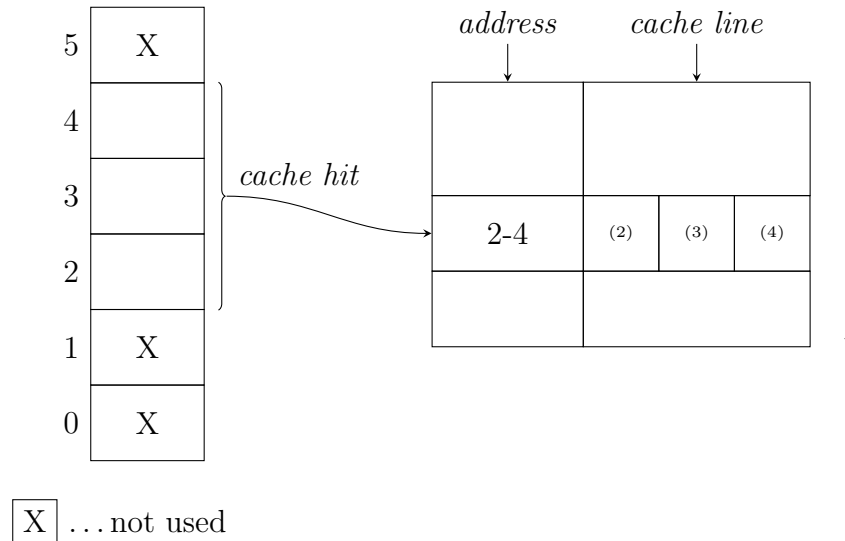 address cache line
5 X
4
3 cache hit
2-4 (2) (3) (4)
2
1 X
0 X
X ... not used